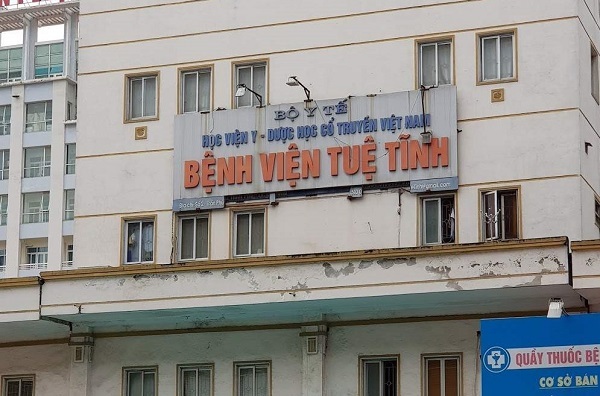 BỘ Y TẾ
HỌC VIỆN Y - DƯỢC HỌC CỔ TRUYỀN VIỆT NAM
BỆNH VIỆN TUỆ TĨNH
QUẦY THUỐC BỆ
CƠ SỞ BÁN